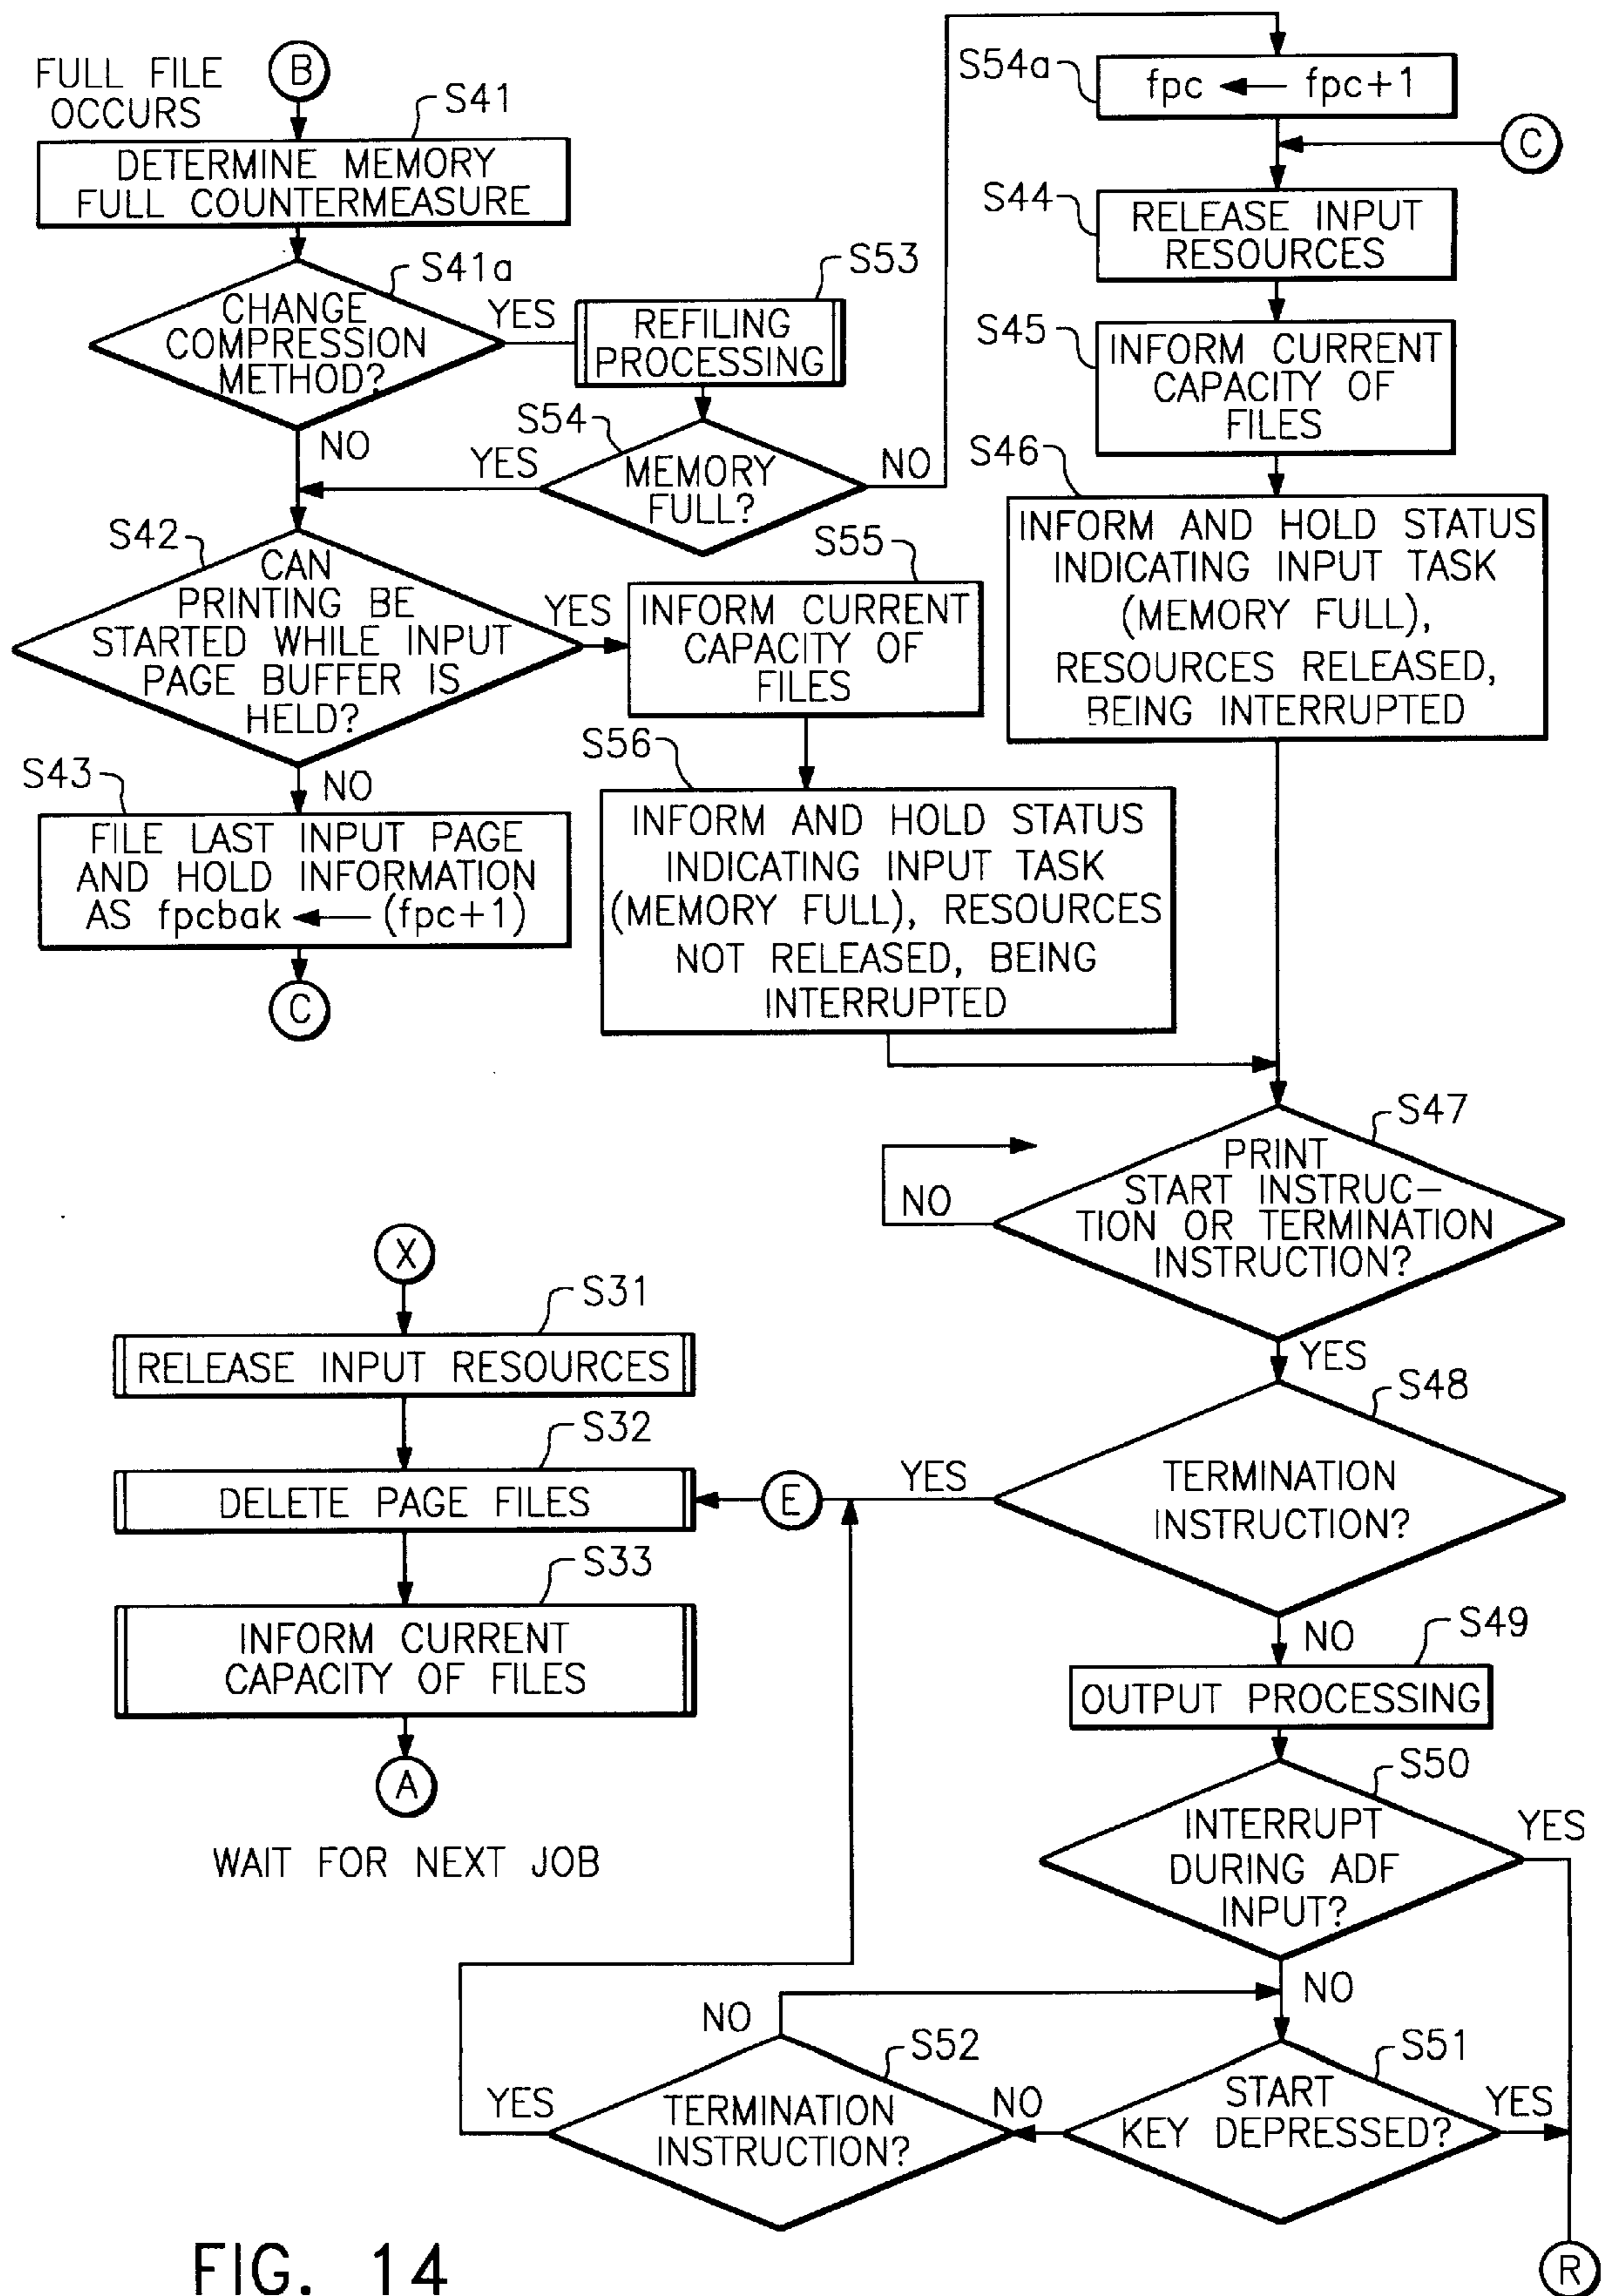 FULL FILE
OCCURS
B
S41
DETERMINE MEMORY
FULL COUNTERMEASURE
S41a
CHANGE
COMPRESSION
METHOD?
YES
NO
S53
REFILING
PROCESSING
S54
MEMORY
FULL?
YES
NO
S42
CAN
PRINTING BE
STARTED WHILE INPUT
PAGE BUFFER IS
HELD?
YES
NO
S43
FILE LAST INPUT PAGE
AND HOLD INFORMATION
AS fpcbak ← (fpc+1)
C
S55
INFORM CURRENT
CAPACITY OF
FILES
S56
INFORM AND HOLD STATUS
INDICATING INPUT TASK
(MEMORY FULL), RESOURCES
NOT RELEASED, BEING
INTERRUPTED
S54a
fpc ← fpc+1
C
S44
RELEASE INPUT
RESOURCES
S45
INFORM CURRENT
CAPACITY OF
FILES
S46
INFORM AND HOLD STATUS
INDICATING INPUT TASK
(MEMORY FULL),
RESOURCES RELEASED,
BEING INTERRUPTED
S47
PRINT
START INSTRUC-
TION OR TERMINATION
INSTRUCTION?
NO
YES
S48
TERMINATION
INSTRUCTION?
YES
NO
E
X
S31
RELEASE INPUT RESOURCES
S32
DELETE PAGE FILES
S33
INFORM CURRENT
CAPACITY OF FILES
A
WAIT FOR NEXT JOB
S49
OUTPUT PROCESSING
S50
INTERRUPT
DURING ADF
INPUT?
YES
NO
S51
START
KEY DEPRESSED?
YES
NO
S52
TERMINATION
INSTRUCTION?
NO
YES
R
FIG. 14